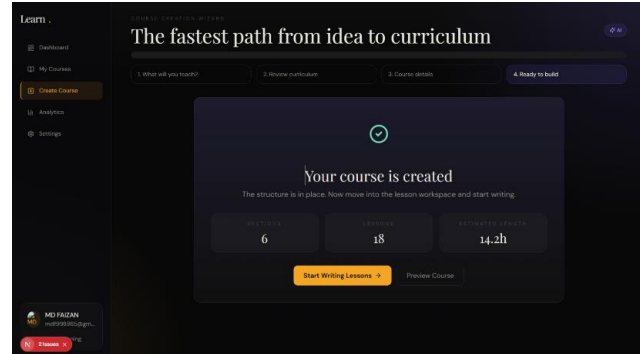 Learn .
Dashboard
My Courses
Create Course
Analytics
Settings
COURSE CREATION WIZARD
The fastest path from idea to curriculum
AI
1. What will you teach?
2. Review curriculum
3. Course details
4. Ready to build
Your course is created
The structure is in place. Now move into the lesson workspace and start writing.
SECTIONS
LESSONS
ESTIMATED LENGTH
6
18
14.2h
Start Writing Lessons →
Preview Course
MD FAIZAN
MD
N
2 Issues ×